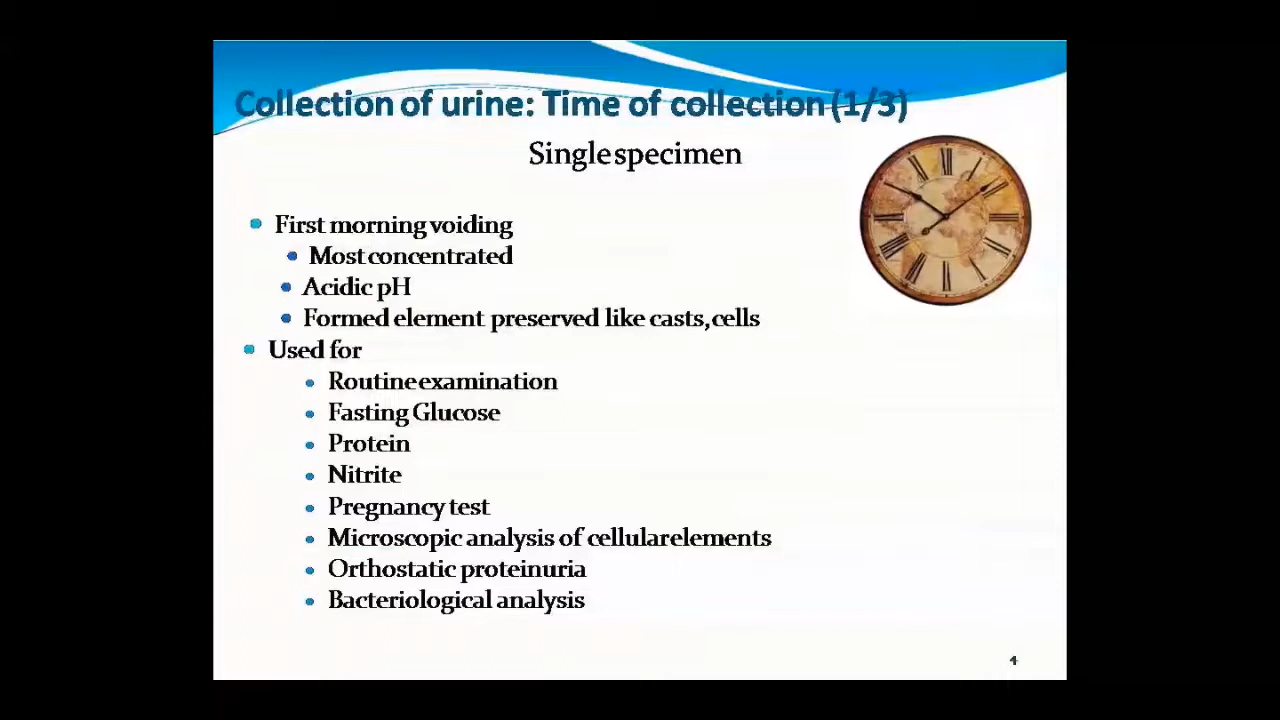 Collection of urine: Time of collection (1/3)
Single specimen
First morning voiding
Most concentrated
Acidic pH
Formed element preserved like casts, cells
Used for
Routine examination
Fasting Glucose
Protein
Nitrite
Pregnancy test
Microscopic analysis of cellular elements
Orthostatic proteinuria
Bacteriological analysis
4